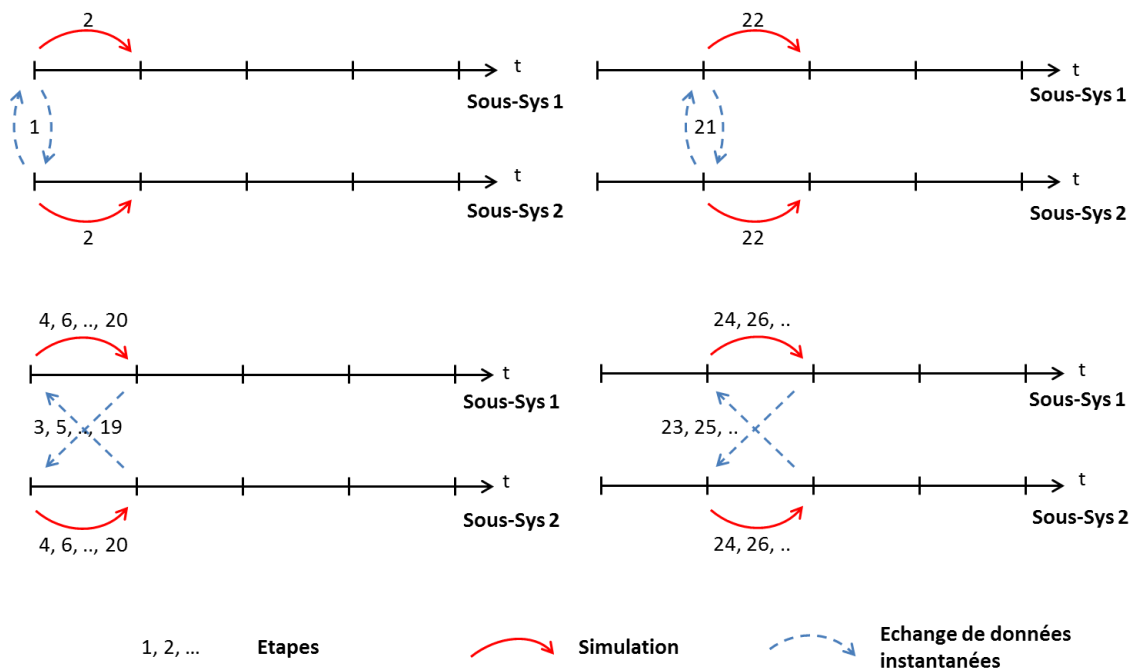 2
t
Sous-Sys 1
1
t
Sous-Sys 2
2
22
t
Sous-Sys 1
21
t
Sous-Sys 2
22
4, 6, .., 20
t
Sous-Sys 1
3, 5, .., 19
t
Sous-Sys 2
4, 6, .., 20
24, 26, ..
t
Sous-Sys 1
23, 25, ..
t
Sous-Sys 2
24, 26, ..
1, 2, ... Etapes
Simulation
Echange de données
instantanées